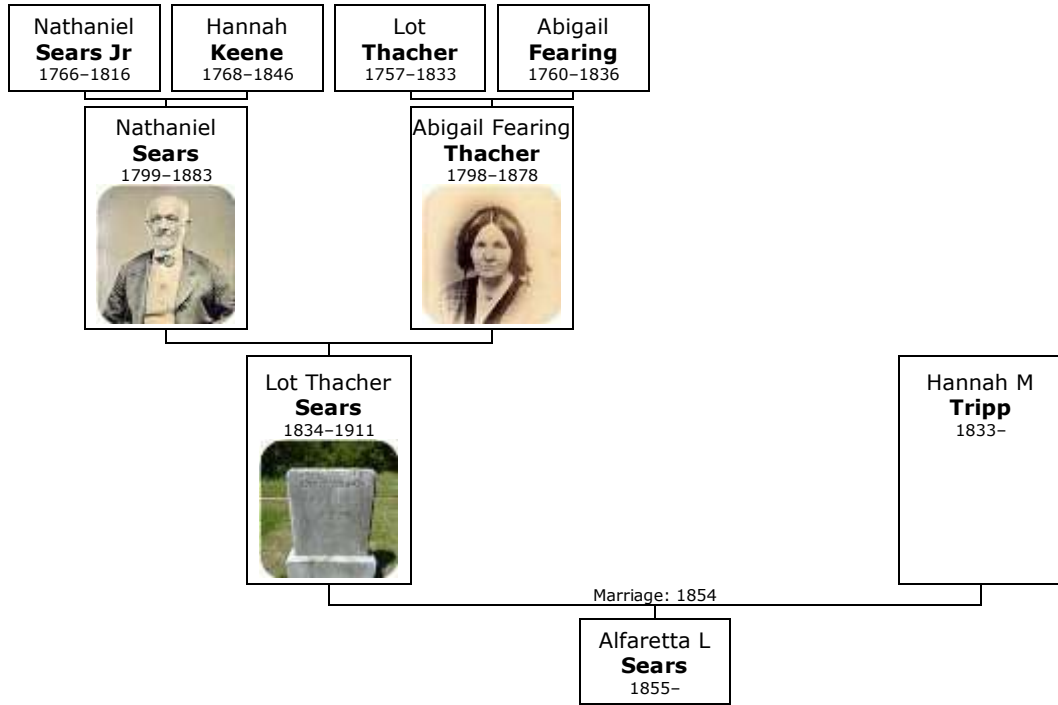 Nathaniel
Sears Jr
1766–1816
Hannah
Keene
1768–1846
Lot
Thacher
1757–1833
Abigail
Fearing
1760–1836
Nathaniel
Sears
1799–1883
Abigail Fearing
Thacher
1798–1878
Lot Thacher
Sears
1834–1911
Hannah M
Tripp
1833–
Marriage: 1854
Alfaretta L
Sears
1855–